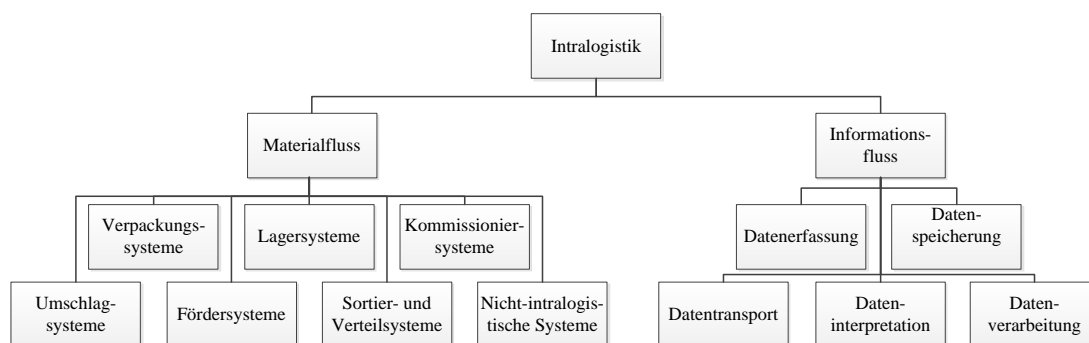 Intralogistik
Materialfluss
Informations-
fluss
Verpackungs-
systeme
Lagersysteme
Kommissionier-
systeme
Datenerfassung
Daten-
speicherung
Umschlag-
systeme
Fördersysteme
Sortier- und
Verteilsysteme
Nicht-intralogis-
tische Systeme
Datentransport
Daten-
interpretation
Daten-
verarbeitung